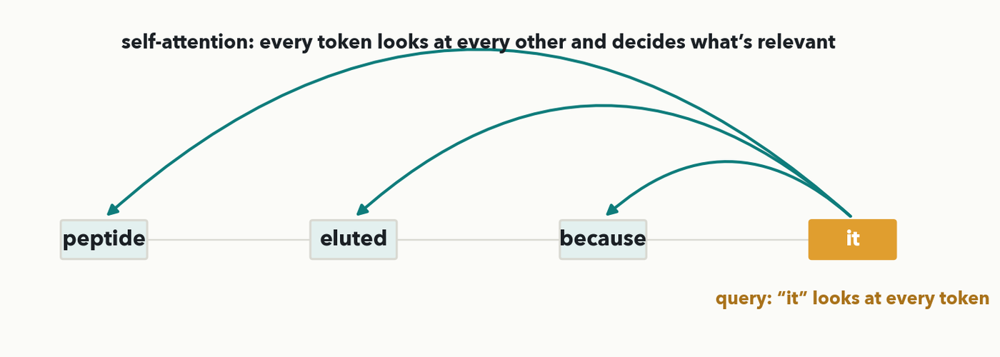 self-attention: every token looks at every other and decides what’s relevant
peptide eluted because it
query: “it” looks at every token